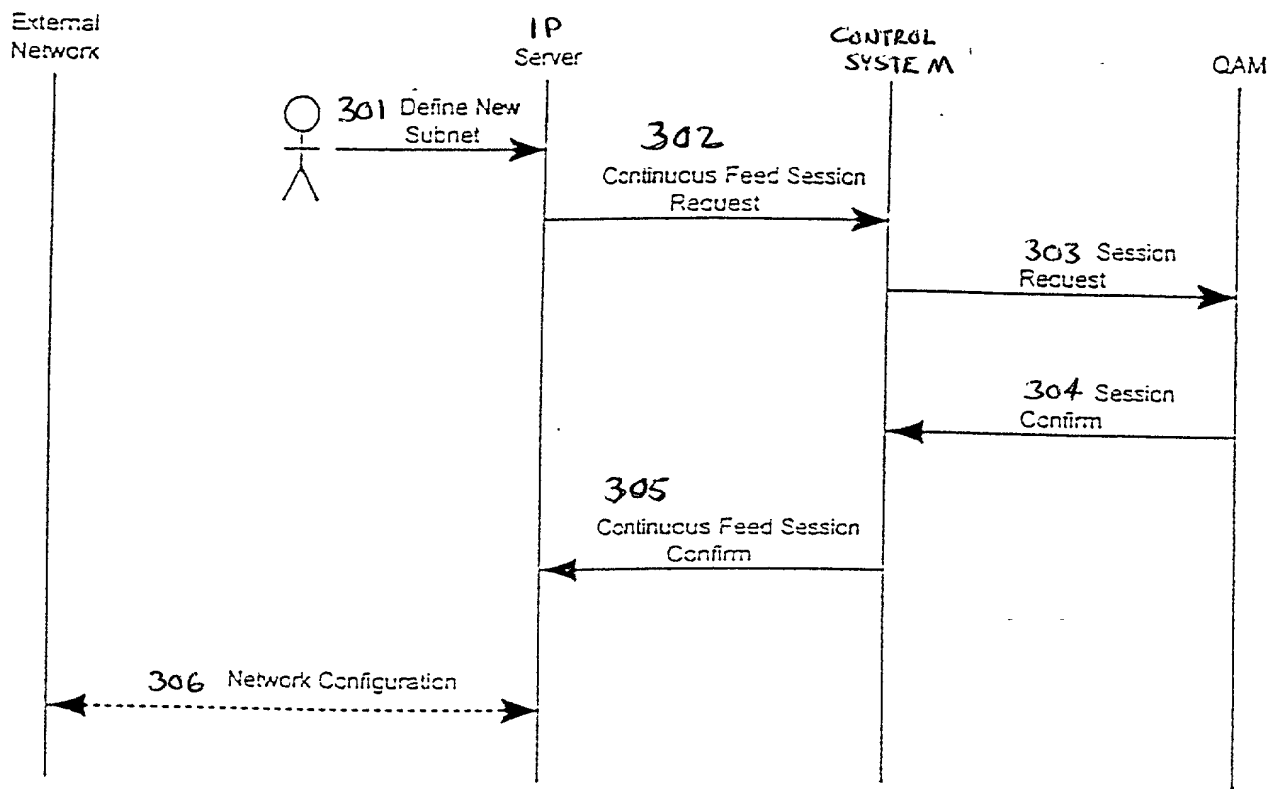 External
Network
IP
Server
CONTROL
SYSTEM
QAM
301 Define New
Subnet
302
Continuous Feed Session
Request
303 Session
Request
304 Session
Confirm
305
Continuous Feed Session
Confirm
306 Network Configuration